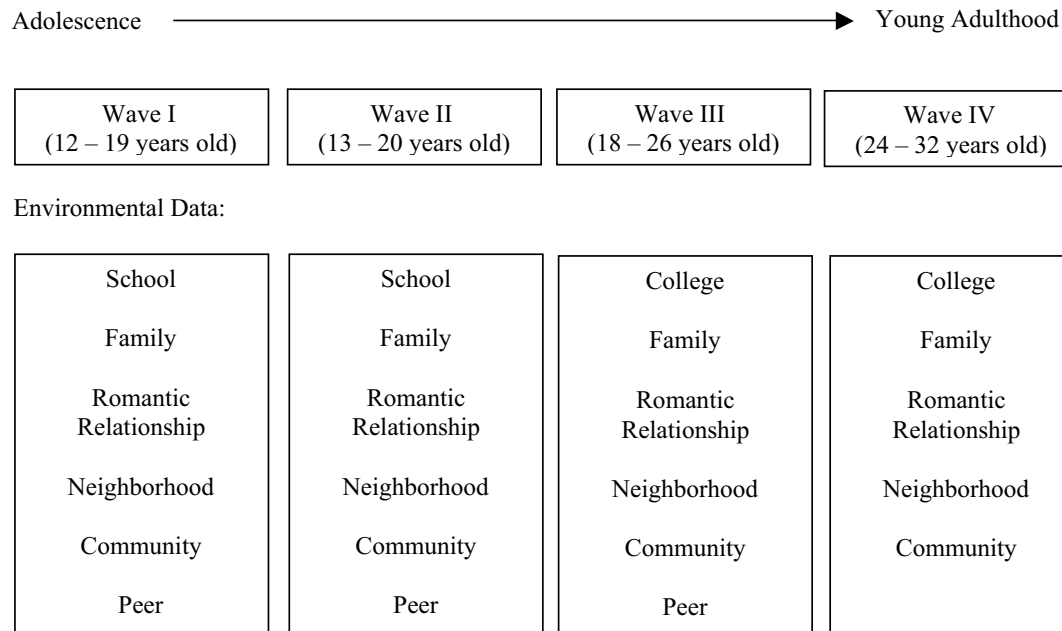 Adolescence
Young Adulthood
Wave I
(12 – 19 years old)
Wave II
(13 – 20 years old)
Wave III
(18 – 26 years old)
Wave IV
(24 – 32 years old)
Environmental Data:
School
Family
Romantic
Relationship
Neighborhood
Community
Peer
School
Family
Romantic
Relationship
Neighborhood
Community
Peer
College
Family
Romantic
Relationship
Neighborhood
Community
Peer
College
Family
Romantic
Relationship
Neighborhood
Community